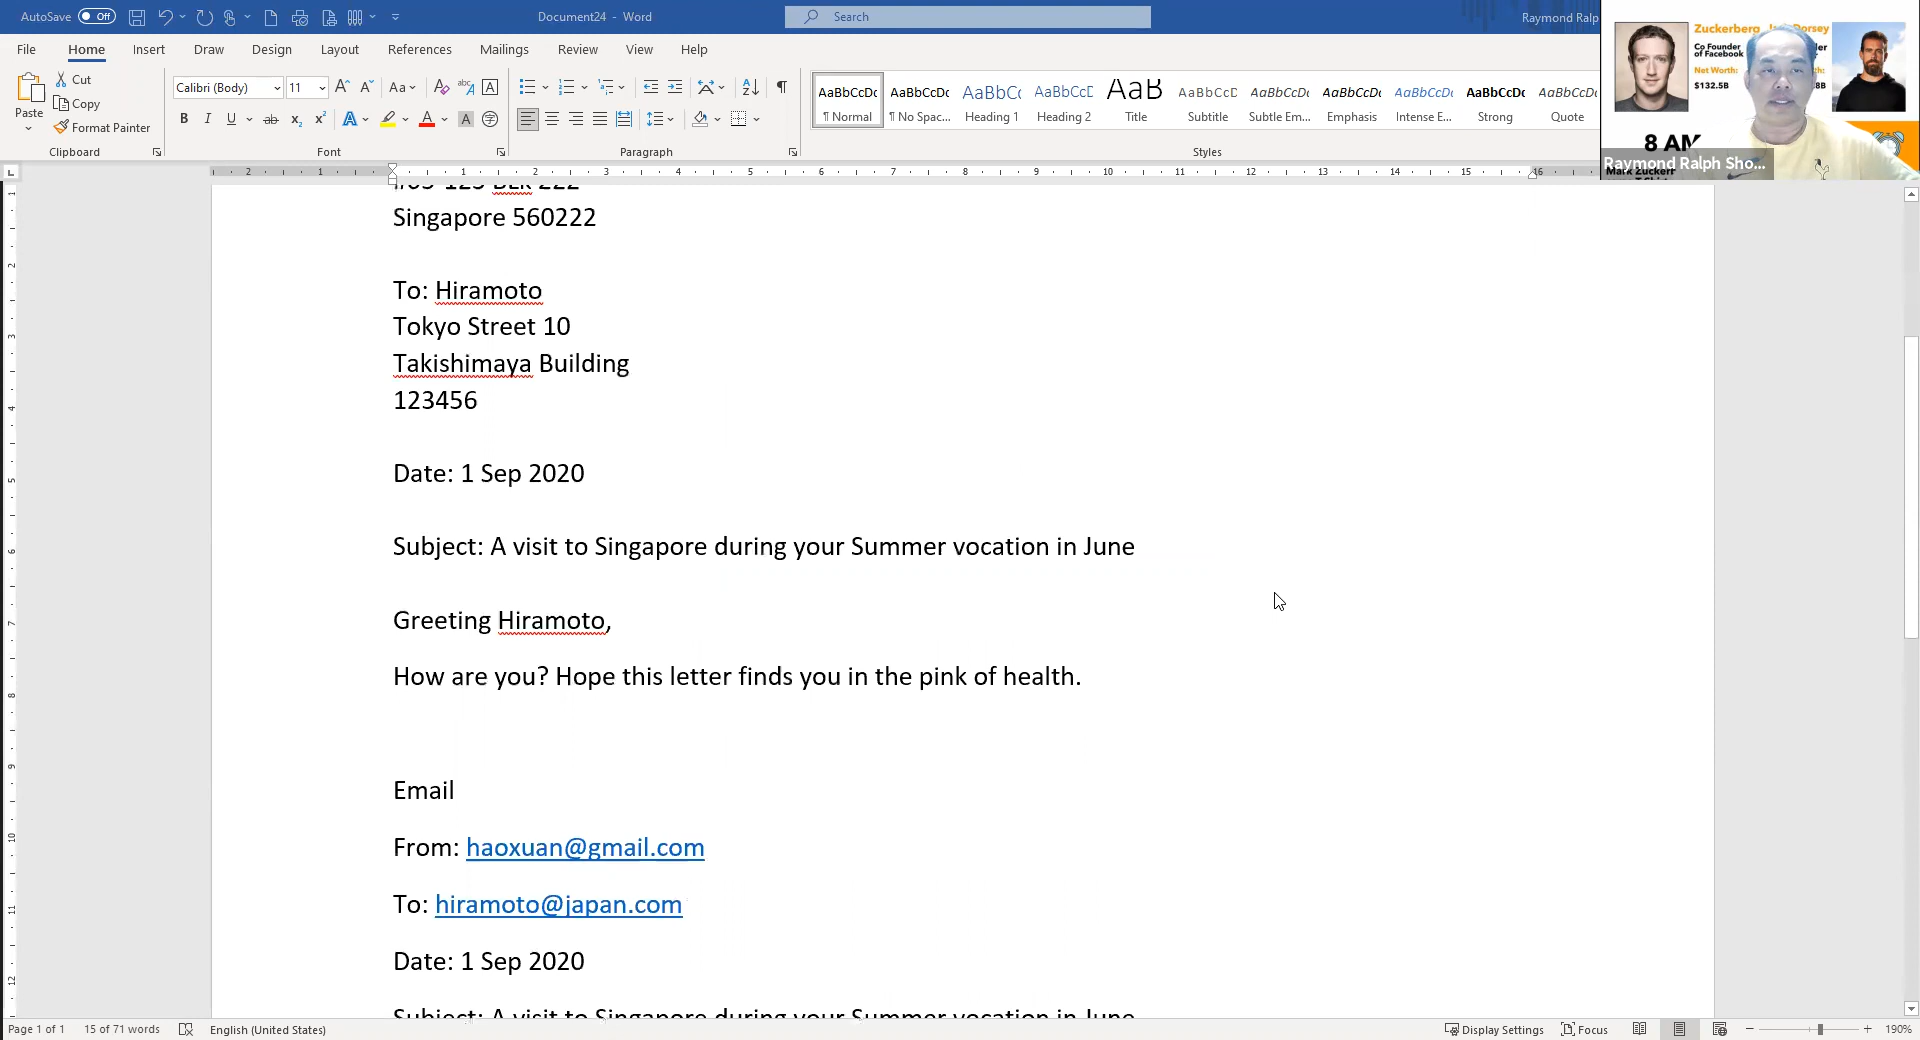 AutoSave Off Document24 - Word Search Raymond Ralp
File Home Insert Draw Design Layout References Mailings Review View Help
Paste Cut Copy Format Painter
Calibri (Body) 11
Clipboard Font Paragraph Styles
AaBbCcDc ¶ Normal
AaBbCcDc ¶ No Spac...
AaBbCc Heading 1
AaBbCcD Heading 2
AaB Title
AaBbCcD Subtitle
AaBbCcDc Subtle Em...
AaBbCcDc Emphasis
AaBbCcDc Intense E...
AaBbCcDc Strong
AaBbCcDc Quote
Zuckerberg
Co Founder
of Facebook
Net Worth:
$132.5B
8 AM
Raymond Ralph Sho...
#05-123 BLK 222
Singapore 560222
To: Hiramoto
Tokyo Street 10
Takishimaya Building
123456
Date: 1 Sep 2020
Subject: A visit to Singapore during your Summer vocation in June
Greeting Hiramoto,
How are you? Hope this letter finds you in the pink of health.
Email
From: haoxuan@gmail.com
To: hiramoto@japan.com
Date: 1 Sep 2020
Subject: A visit to Singapore during your Summer vocation in June
Page 1 of 1 15 of 71 words English (United States) Display Settings Focus 190%